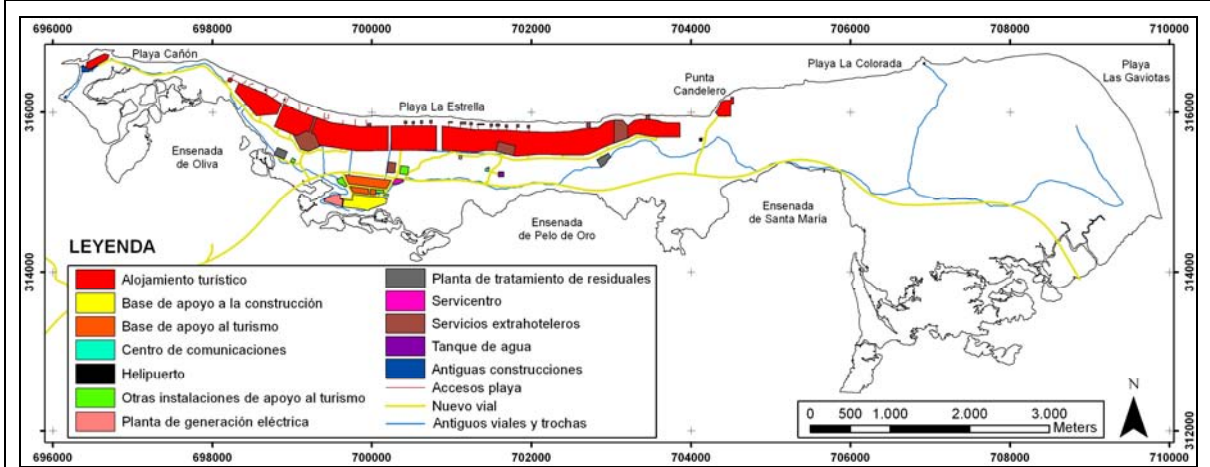 696000 698000 700000 702000 704000 706000 708000 710000
Playa Cañón
Playa La Colorada
Playa
Las Gaviotas
Punta
Candelero
Playa La Estrella
316000
316000
Ensenada
de Oliva
Ensenada
de Pelo de Oro
Ensenada
de Santa María
314000
314000
LEYENDA
Alojamiento turístico
Base de apoyo a la construcción
Base de apoyo al turismo
Centro de comunicaciones
Helipuerto
Otras instalaciones de apoyo al turismo
Planta de generación eléctrica
Planta de tratamiento de residuales
Servicentro
Servicios extrahoteleros
Tanque de agua
Antiguas construcciones
Accesos playa
Nuevo vial
Antiguos viales y trochas
N
0 500 1.000 2.000 3.000
Meters
312000
312000
696000 698000 700000 702000 704000 706000 708000 710000